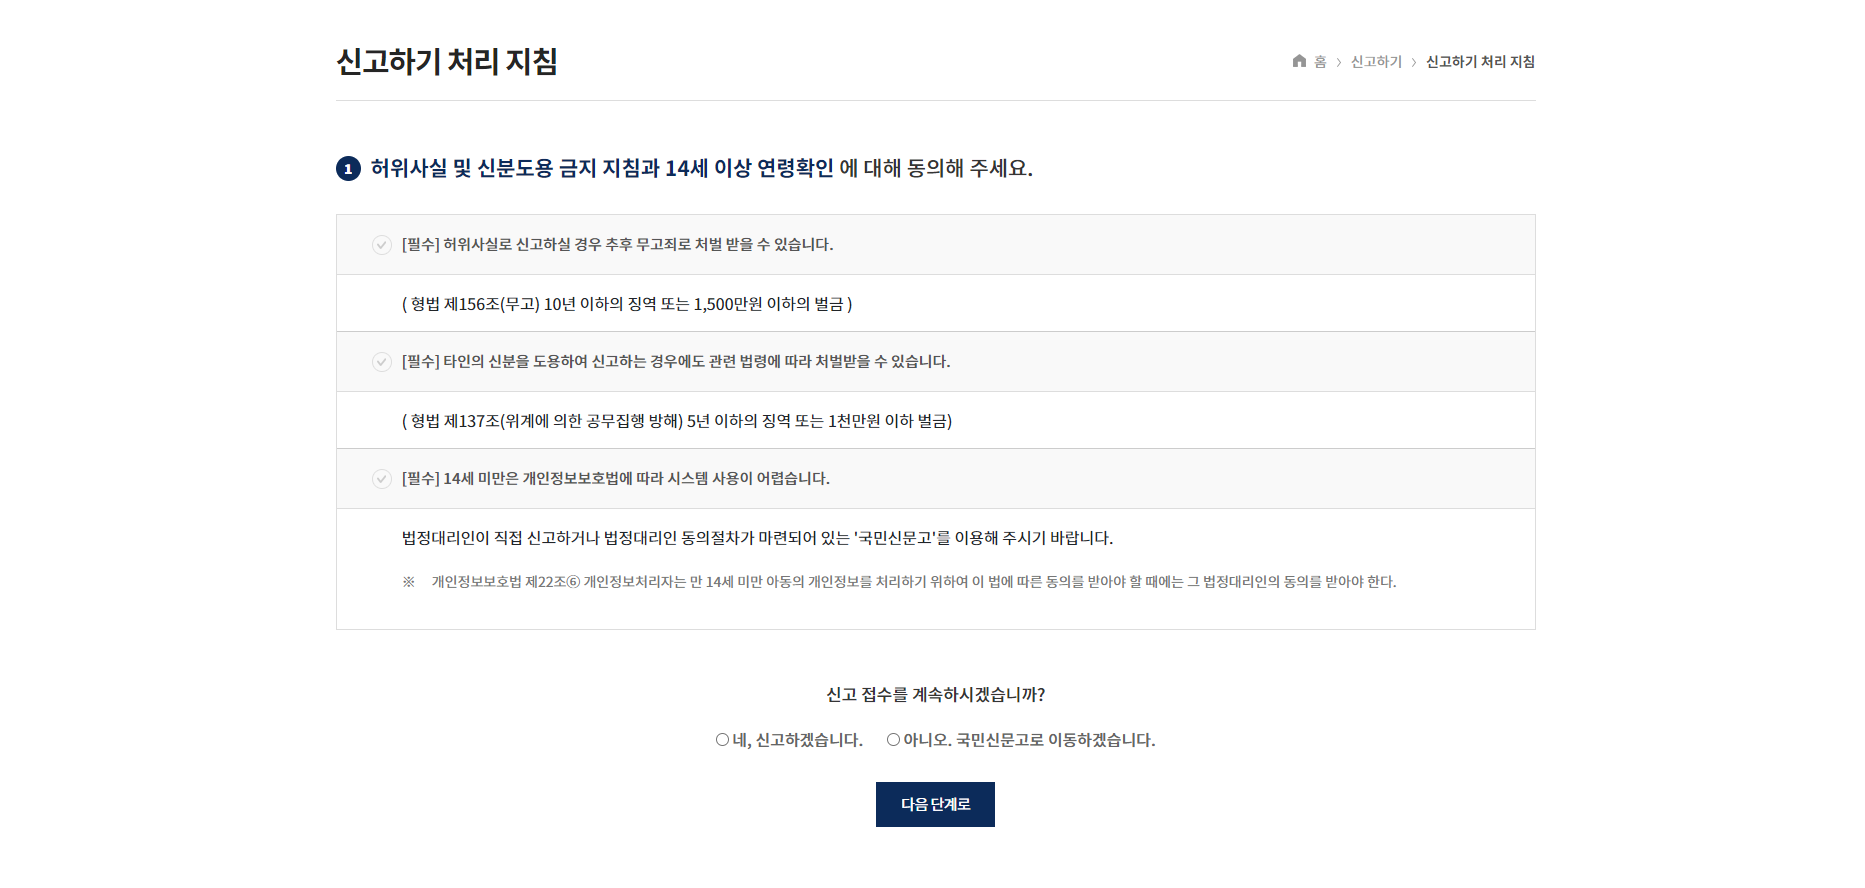 신고하기 처리 지침
홈 > 신고하기 > 신고하기 처리 지침
1 허위사실 및 신분도용 금지 지침과 14세 이상 연령확인 에 대해 동의해 주세요.
[필수] 허위사실로 신고하실 경우 추후 무고죄로 처벌 받을 수 있습니다.
( 형법 제156조(무고) 10년 이하의 징역 또는 1,500만원 이하의 벌금 )
[필수] 타인의 신분을 도용하여 신고하는 경우에도 관련 법령에 따라 처벌받을 수 있습니다.
( 형법 제137조(위계에 의한 공무집행 방해) 5년 이하의 징역 또는 1천만원 이하 벌금)
[필수] 14세 미만은 개인정보보호법에 따라 시스템 사용이 어렵습니다.
법정대리인이 직접 신고하거나 법정대리인 동의절차가 마련되어 있는 '국민신문고'를 이용해 주시기 바랍니다.
※ 개인정보보호법 제22조⑥ 개인정보처리자는 만 14세 미만 아동의 개인정보를 처리하기 위하여 이 법에 따른 동의를 받아야 할 때에는 그 법정대리인의 동의를 받아야 한다.
신고 접수를 계속하시겠습니까?
네, 신고하겠습니다. 아니오. 국민신문고로 이동하겠습니다.
다음 단계로